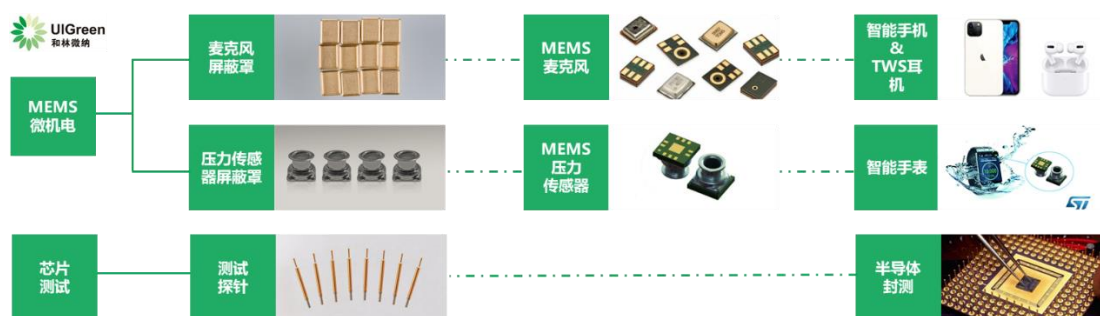 UIGreen
和林微纳
MEMS
微机电
麦克风
屏蔽罩
MEMS
麦克风
智能手机
&
TWS耳
机
压力传感
器屏蔽罩
MEMS
压力
传感器
智能手表
ST
芯片
测试
测试
探针
半导体
封测